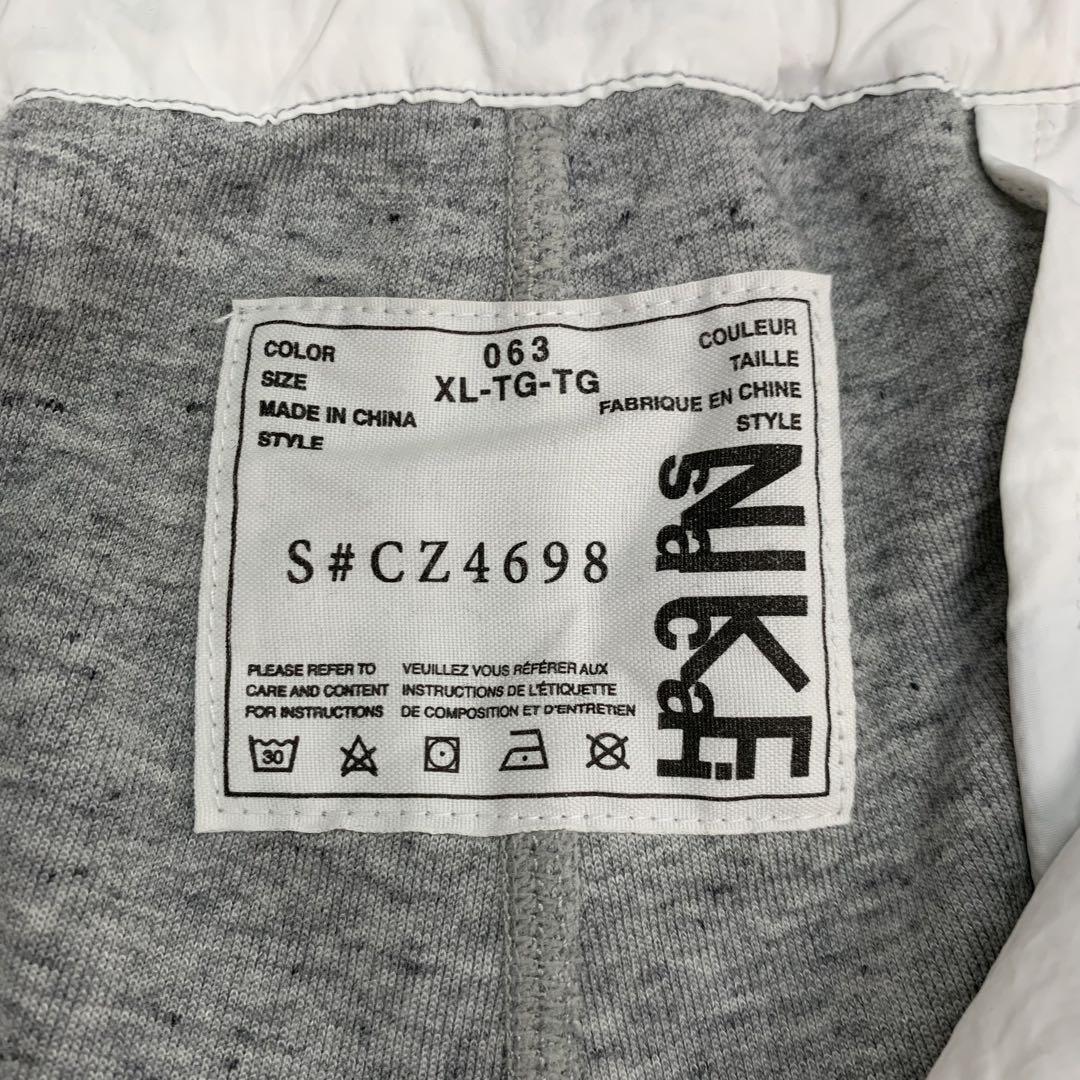 COLOR 063 COULEUR
SIZE XL-TG-TG TAILLE
MADE IN CHINA FABRIQUE EN CHINE
STYLE STYLE
S#CZ4698
NIKE
sacai
PLEASE REFER TO
CARE AND CONTENT
FOR INSTRUCTIONS
VEUILLEZ VOUS RÉFÉRER AUX
INSTRUCTIONS DE L'ÉTIQUETTE
DE COMPOSITION ET D'ENTRETIEN
30